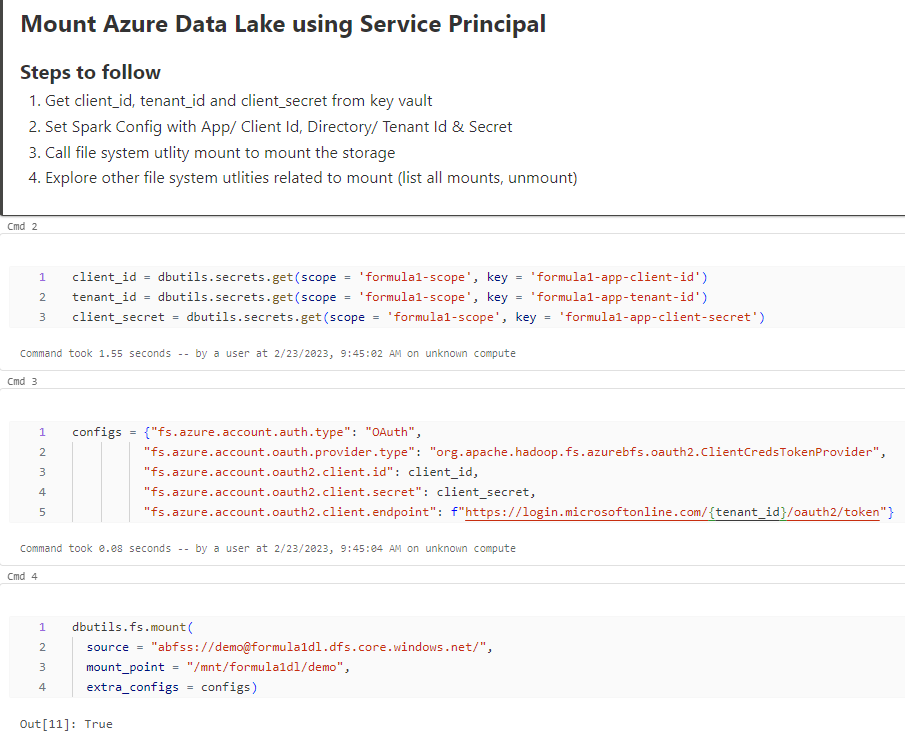 Mount Azure Data Lake using Service Principal
Steps to follow
1. Get client_id, tenant_id and client_secret from key vault
2. Set Spark Config with App/ Client Id, Directory/ Tenant Id & Secret
3. Call file system utlity mount to mount the storage
4. Explore other file system utlities related to mount (list all mounts, unmount)
Cmd 2
1 client_id = dbutils.secrets.get(scope = 'formula1-scope', key = 'formula1-app-client-id')
2 tenant_id = dbutils.secrets.get(scope = 'formula1-scope', key = 'formula1-app-tenant-id')
3 client_secret = dbutils.secrets.get(scope = 'formula1-scope', key = 'formula1-app-client-secret')
Command took 1.55 seconds -- by a user at 2/23/2023, 9:45:02 AM on unknown compute
Cmd 3
1 configs = {"fs.azure.account.auth.type": "OAuth",
2 "fs.azure.account.oauth.provider.type": "org.apache.hadoop.fs.azurebfs.oauth2.ClientCredsTokenProvider",
3 "fs.azure.account.oauth2.client.id": client_id,
4 "fs.azure.account.oauth2.client.secret": client_secret,
5 "fs.azure.account.oauth2.client.endpoint": f"https://login.microsoftonline.com/{tenant_id}/oauth2/token"}
Command took 0.08 seconds -- by a user at 2/23/2023, 9:45:04 AM on unknown compute
Cmd 4
1 dbutils.fs.mount(
2 source = "abfss://demo@formula1dl.dfs.core.windows.net/",
3 mount_point = "/mnt/formula1dl/demo",
4 extra_configs = configs)
Out[11]: True